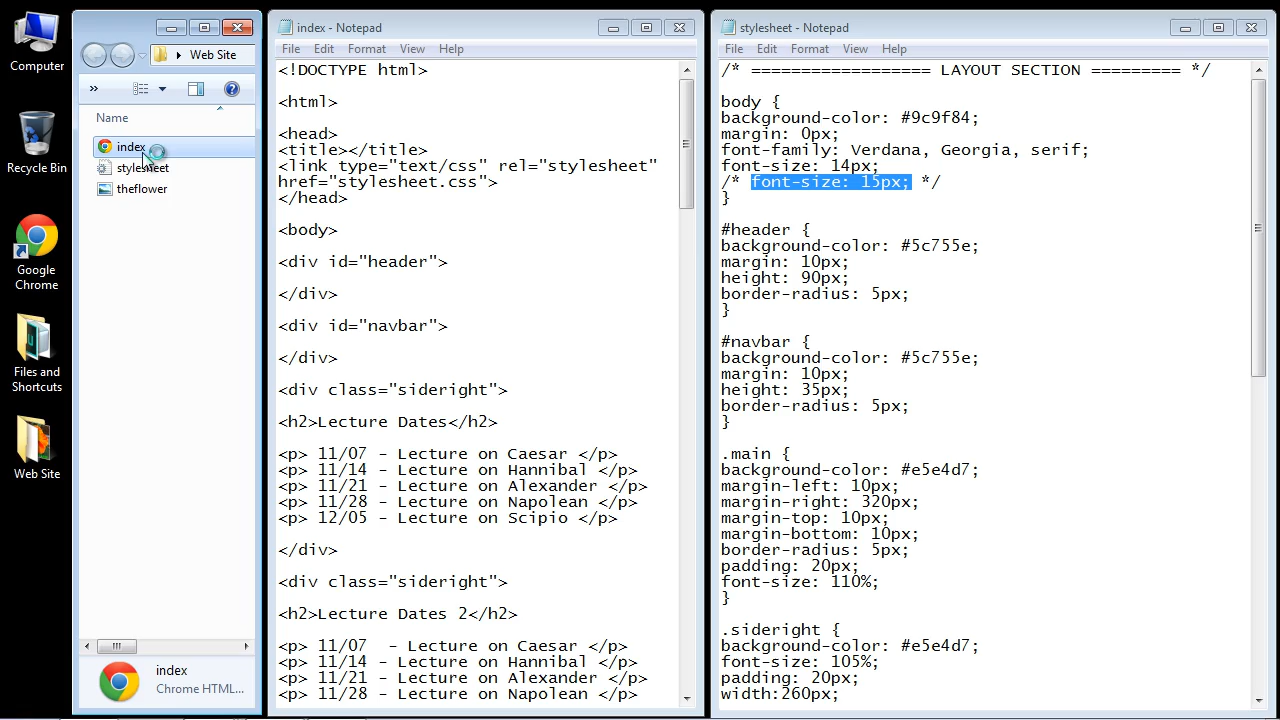 Computer
Recycle Bin
Google
Chrome
Files and
Shortcuts
Web Site
Web Site
»
Name
index
stylesheet
theflower
index
Chrome HTML...
index - Notepad
File Edit Format View Help
<!DOCTYPE html>
<html>
<head>
<title></title>
<link type="text/css" rel="stylesheet"
href="stylesheet.css">
</head>
<body>
<div id="header">
</div>
<div id="navbar">
</div>
<div class="sideright">
<h2>Lecture Dates</h2>
<p> 11/07 - Lecture on Caesar </p>
<p> 11/14 - Lecture on Hannibal </p>
<p> 11/21 - Lecture on Alexander </p>
<p> 11/28 - Lecture on Napolean </p>
<p> 12/05 - Lecture on Scipio </p>
</div>
<div class="sideright">
<h2>Lecture Dates 2</h2>
<p> 11/07  - Lecture on Caesar </p>
<p> 11/14 - Lecture on Hannibal </p>
<p> 11/21 - Lecture on Alexander </p>
<p> 11/28 - Lecture on Napolean </p>
stylesheet - Notepad
File Edit Format View Help
/* ================== LAYOUT SECTION ========= */
body {
background-color: #9c9f84;
margin: 0px;
font-family: Verdana, Georgia, serif;
font-size: 14px;
/* font-size: 15px; */
}
#header {
background-color: #5c755e;
margin: 10px;
height: 90px;
border-radius: 5px;
}
#navbar {
background-color: #5c755e;
margin: 10px;
height: 35px;
border-radius: 5px;
}
.main {
background-color: #e5e4d7;
margin-left: 10px;
margin-right: 320px;
margin-top: 10px;
margin-bottom: 10px;
border-radius: 5px;
padding: 20px;
font-size: 110%;
}
.sideright {
background-color: #e5e4d7;
font-size: 105%;
padding: 20px;
width:260px;